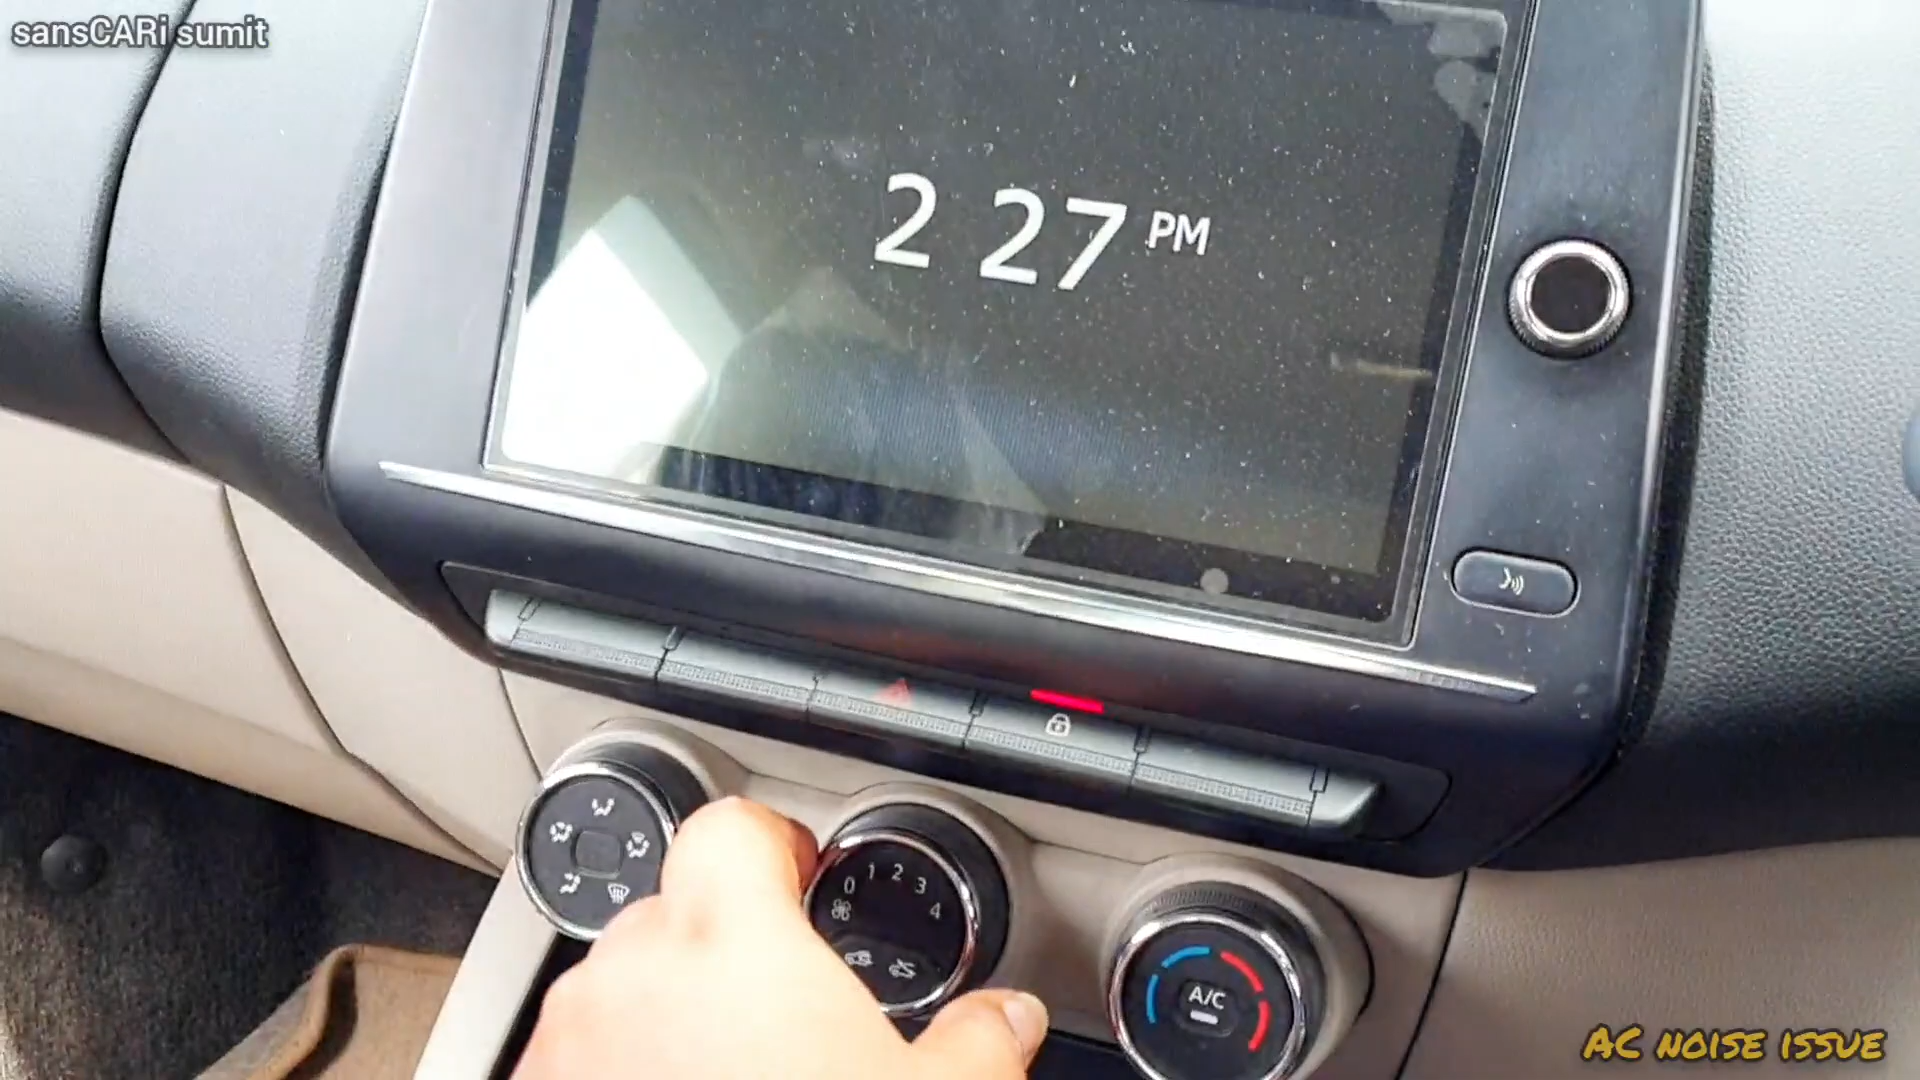 sansCARi sumit
2 27 PM
0 1 2 3 4
A/C
AC NOISE ISSUE